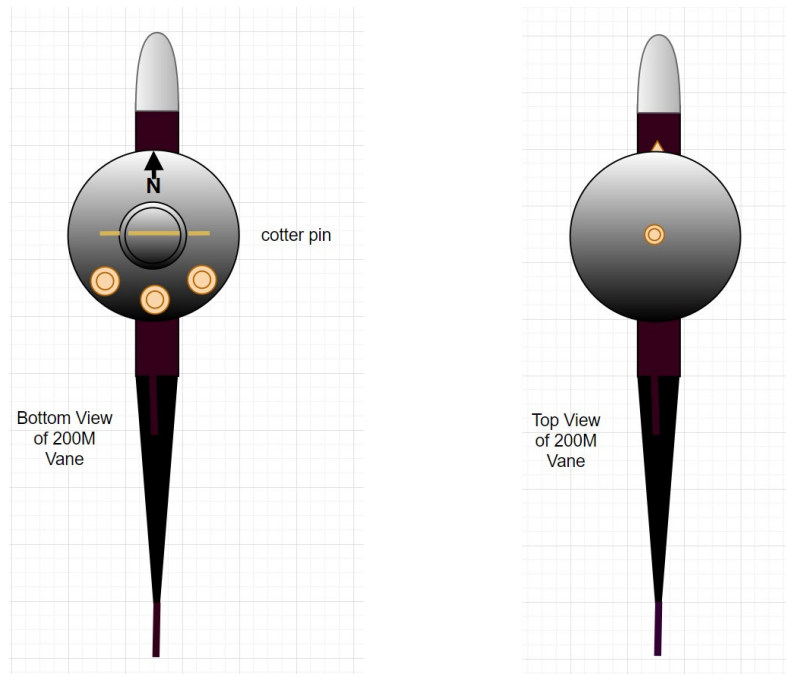 N
cotter pin
Bottom View
of 200M
Vane
Top View
of 200M
Vane